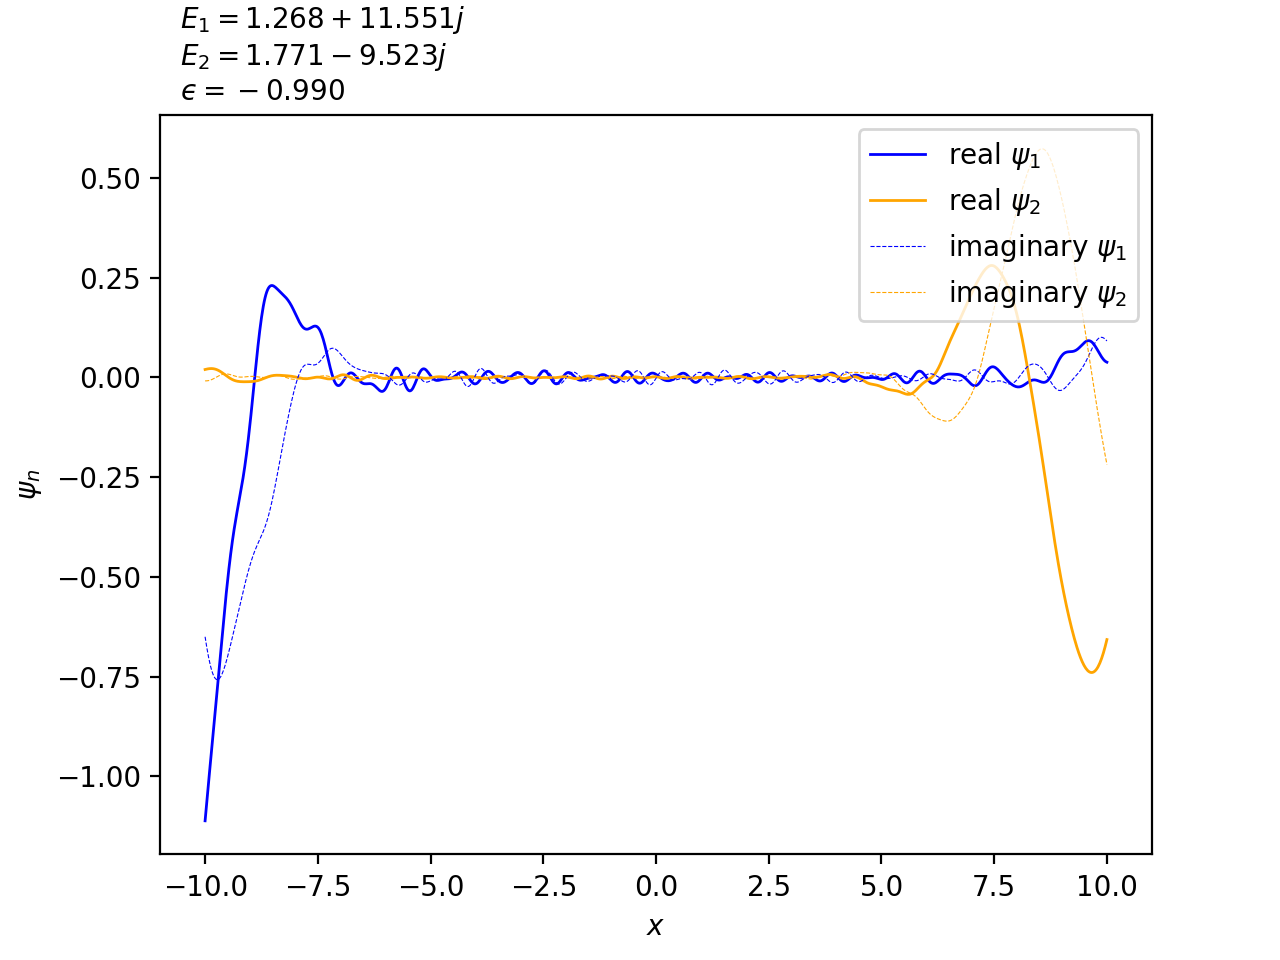 E₁ = 1.268 + 11.551j
E₂ = 1.771 − 9.523j
ϵ = − 0.990
real ψ₁
real ψ₂
imaginary ψ₁
imaginary ψ₂
0.50
0.25
0.00
−0.25
−0.50
−0.75
−1.00
ψₙ
−10.0 −7.5 −5.0 −2.5 0.0 2.5 5.0 7.5 10.0
x